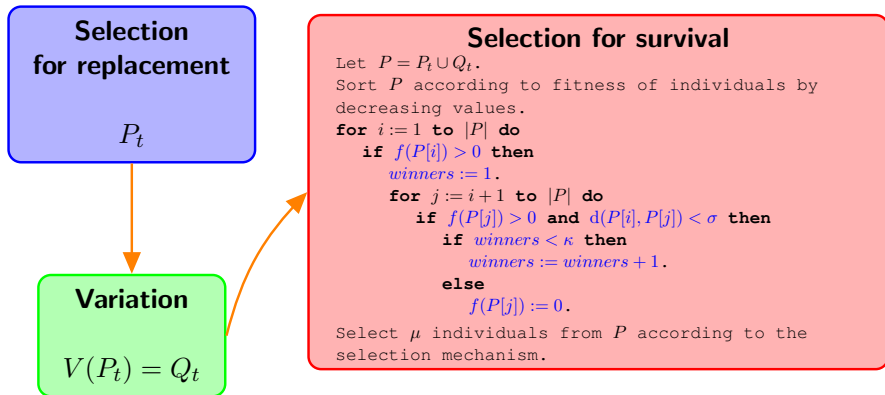 Selection
for replacement
P_t
Variation
V(P_t) = Q_t
Selection for survival
Let P = P_t ∪ Q_t.
Sort P according to fitness of individuals by
decreasing values.
for i := 1 to |P| do
if f(P[i]) > 0 then
winners := 1.
for j := i + 1 to |P| do
if f(P[j]) > 0 and d(P[i], P[j]) < σ then
if winners < κ then
winners := winners + 1.
else
f(P[j]) := 0.
Select μ individuals from P according to the
selection mechanism.